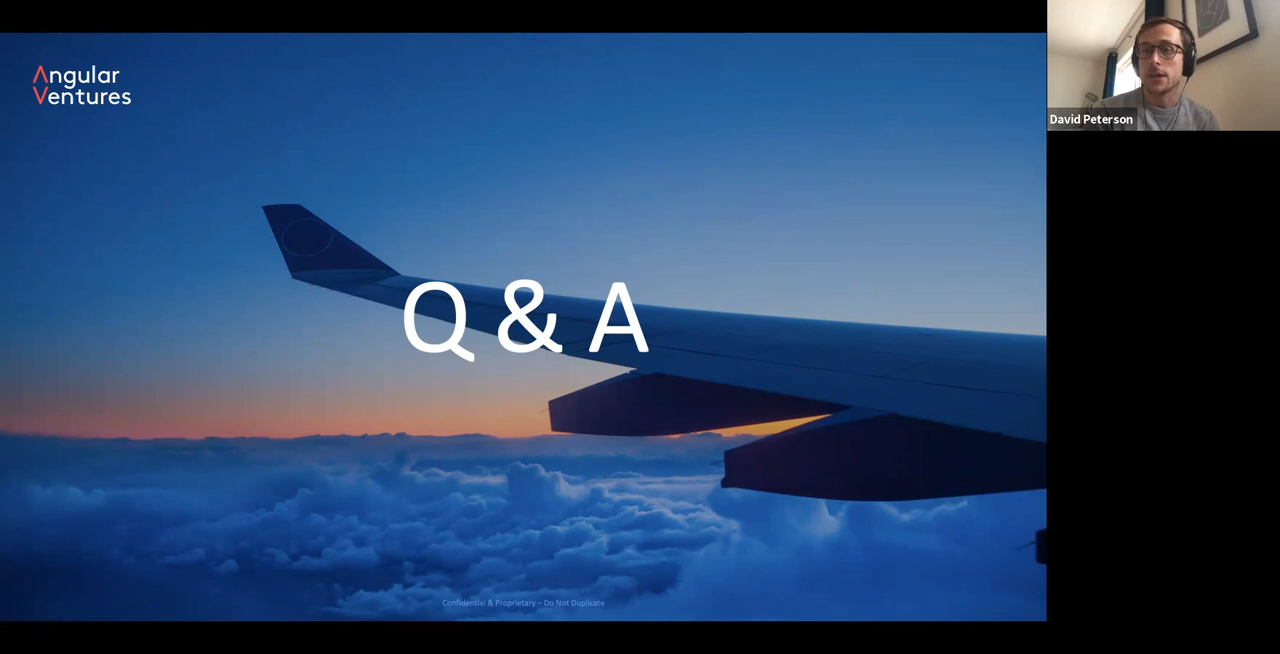 Angular
Ventures
David Peterson
Q & A
Confidential & Proprietary – Do Not Duplicate